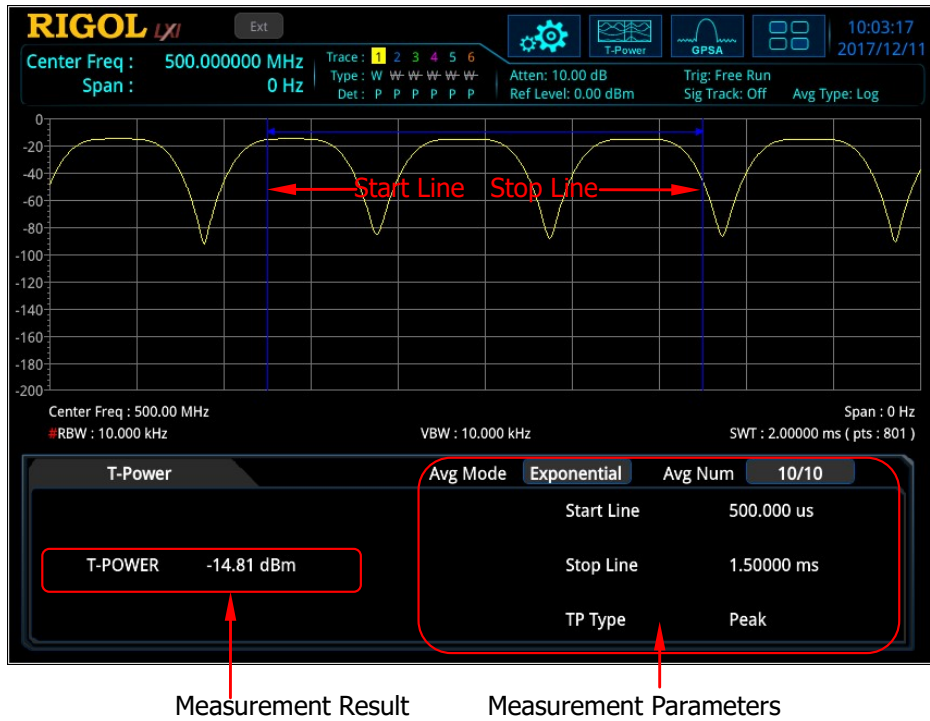 RIGOL LXI Ext
T-Power GPSA
10:03:17
2017/12/11
Center Freq : 500.000000 MHz
Span : 0 Hz
Trace : 1 2 3 4 5 6
Type : W W W W W W
Det : P P P P P P
Atten: 10.00 dB
Ref Level: 0.00 dBm
Trig: Free Run
Sig Track: Off Avg Type: Log
0
-20
-40
-60
-80
-100
-120
-140
-160
-180
-200
Start Line Stop Line
Center Freq : 500.00 MHz Span : 0 Hz
#RBW : 10.000 kHz VBW : 10.000 kHz SWT : 2.00000 ms ( pts : 801 )
T-Power Avg Mode Exponential Avg Num 10/10
Start Line 500.000 us
T-POWER -14.81 dBm Stop Line 1.50000 ms
TP Type Peak
Measurement Result Measurement Parameters